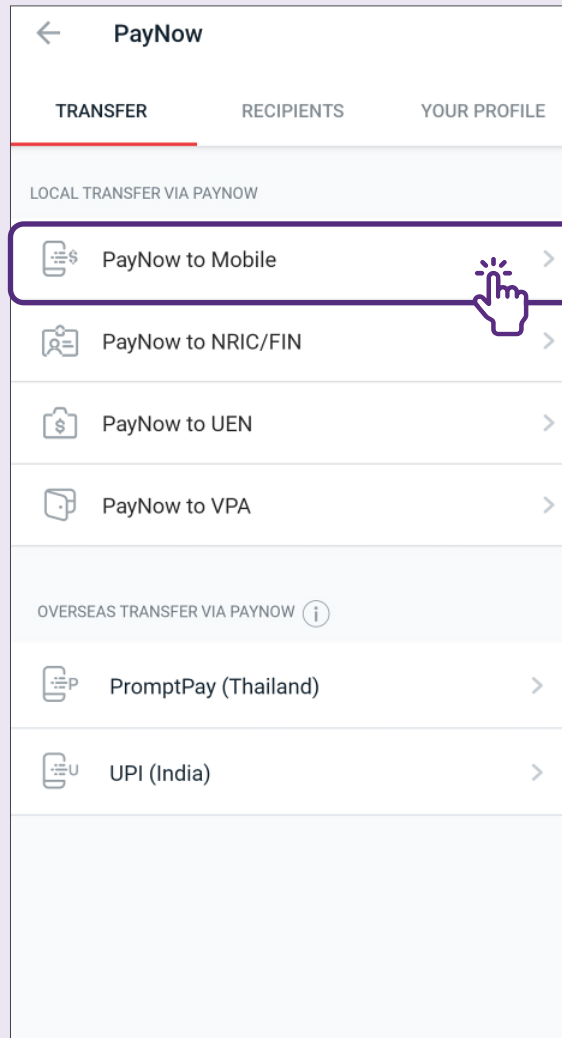 PayNow
TRANSFER RECIPIENTS YOUR PROFILE
LOCAL TRANSFER VIA PAYNOW
PayNow to Mobile
PayNow to NRIC/FIN
PayNow to UEN
PayNow to VPA
OVERSEAS TRANSFER VIA PAYNOW
PromptPay (Thailand)
UPI (India)